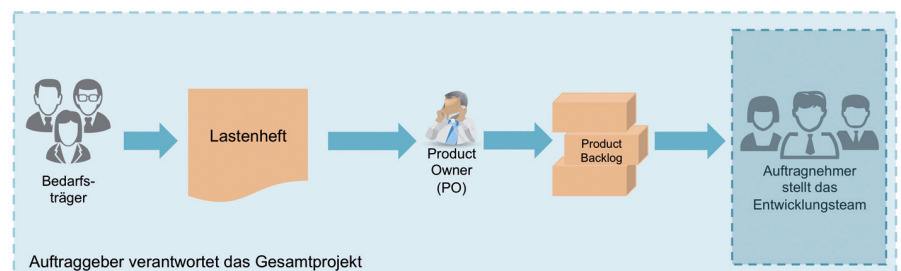 Bedarfs-
träger
Lastenheft
Product
Owner
(PO)
Product
Backlog
Auftragnehmer
stellt das
Entwicklungsteam
Auftraggeber verantwortet das Gesamtprojekt